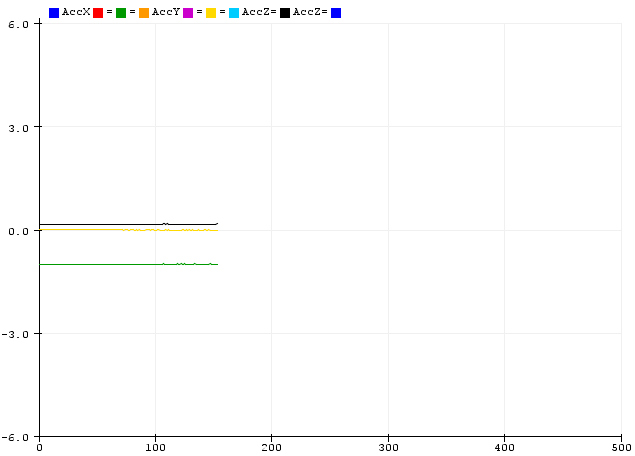 AccX = = AccY = = AccZ= AccZ=
6.0
3.0
0.0
-3.0
-6.0
0 100 200 300 400 500